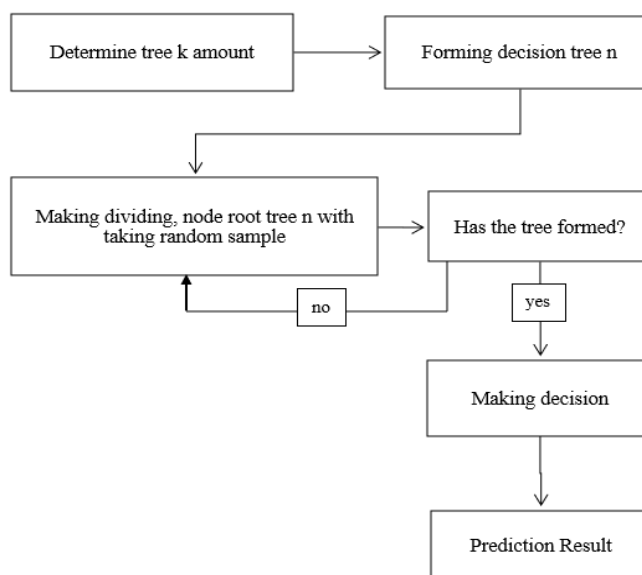 Determine tree k amount
Forming decision tree n
Making dividing, node root tree n with
taking random sample
Has the tree formed?
no
yes
Making decision
Prediction Result